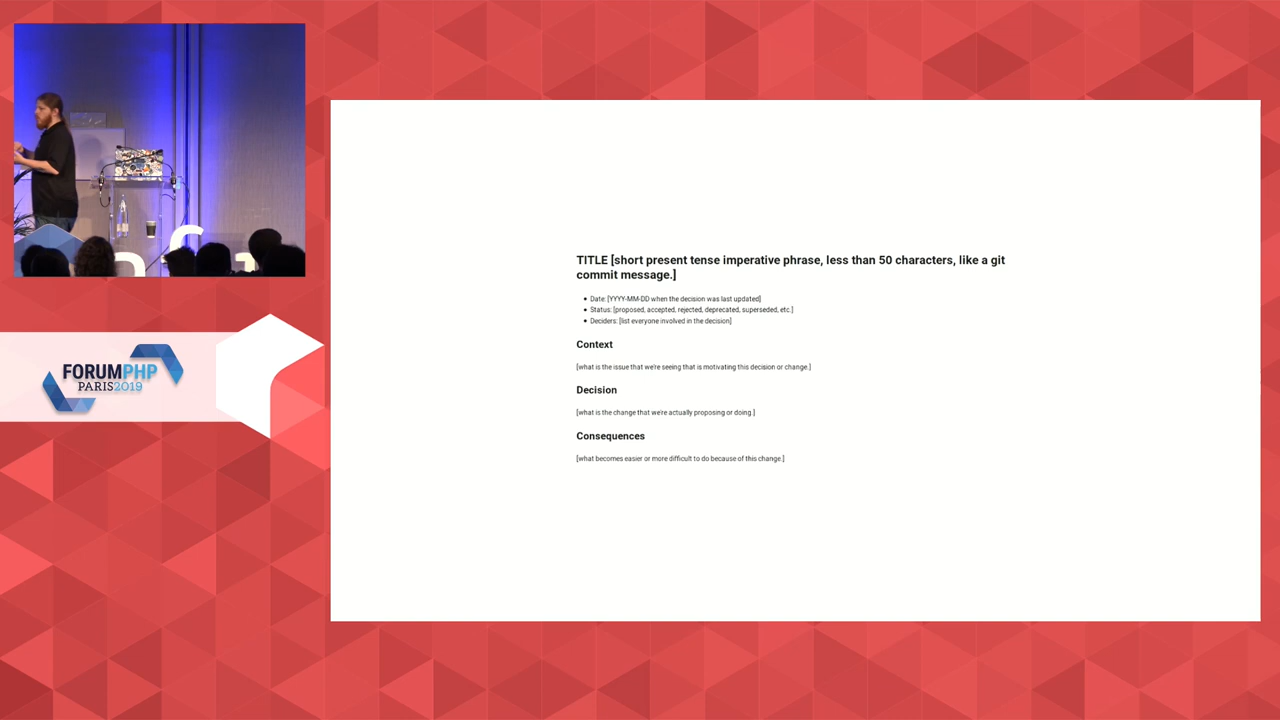 FORUMPHP
PARIS2019
TITLE [short present tense imperative phrase, less than 50 characters, like a git
commit message.]
Date: [YYYY-MM-DD when the decision was last updated]
Status: [proposed, accepted, rejected, deprecated, superseded, etc.]
Deciders: [list everyone involved in the decision]
Context
[what is the issue that we're seeing that is motivating this decision or change.]
Decision
[what is the change that we're actually proposing or doing.]
Consequences
[what becomes easier or more difficult to do because of this change.]